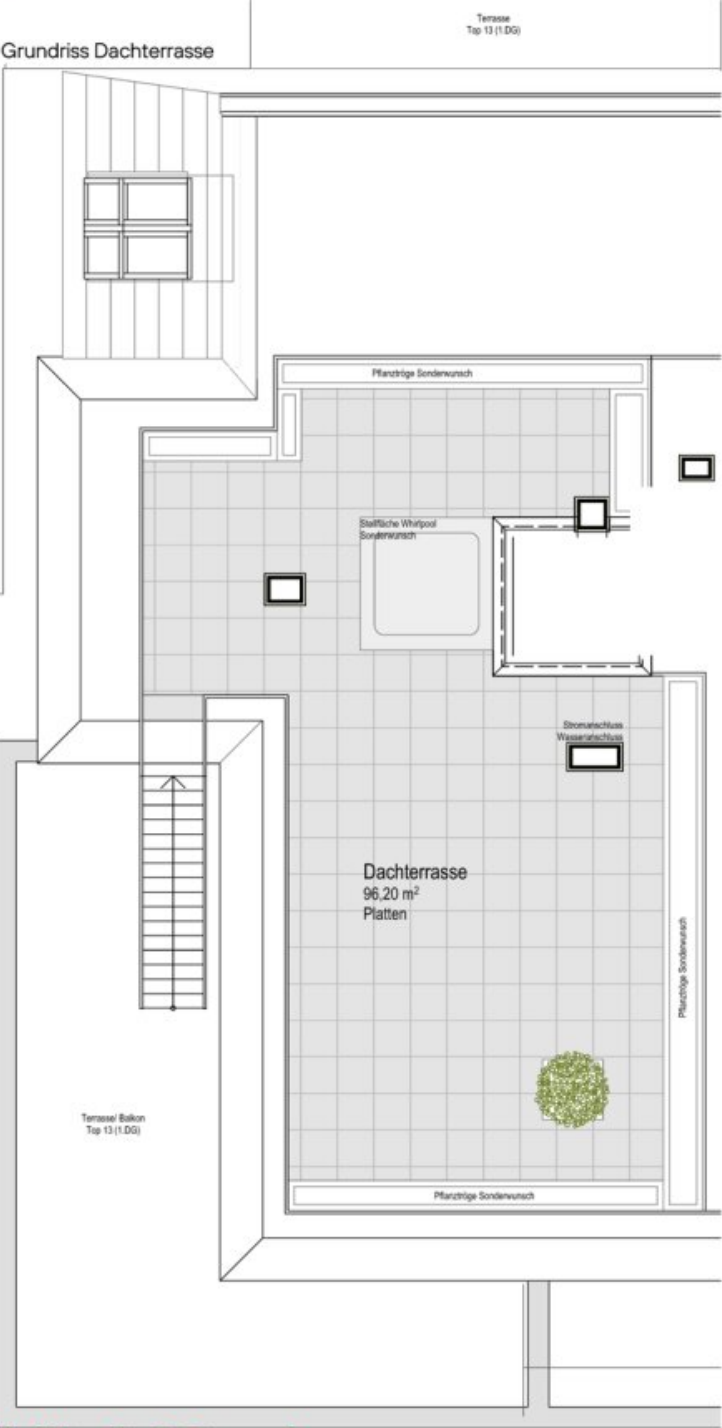 Terrasse
Top 13 (1.DG)
Grundriss Dachterrasse
Pflanztröge Sonderwunsch
Stellfläche Whirlpool
Sonderwunsch
Stromanschluss
Wasseranschluss
Dachterrasse
96,20 m²
Platten
Pflanztröge Sonderwunsch
Terrasse/ Balkon
Top 13 (1.DG)
Pflanztröge Sonderwunsch